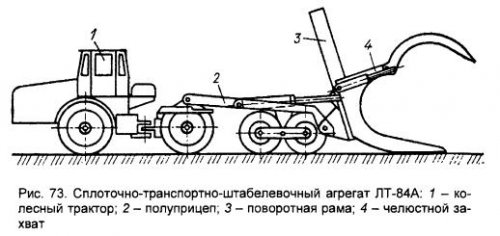 1
2
3
4
Рис. 73. Сплоточно-транспортно-штабелевочный агрегат ЛТ-84А: 1 – ко-
лесный трактор; 2 – полуприцеп; 3 – поворотная рама; 4 – челюстной за-
хват